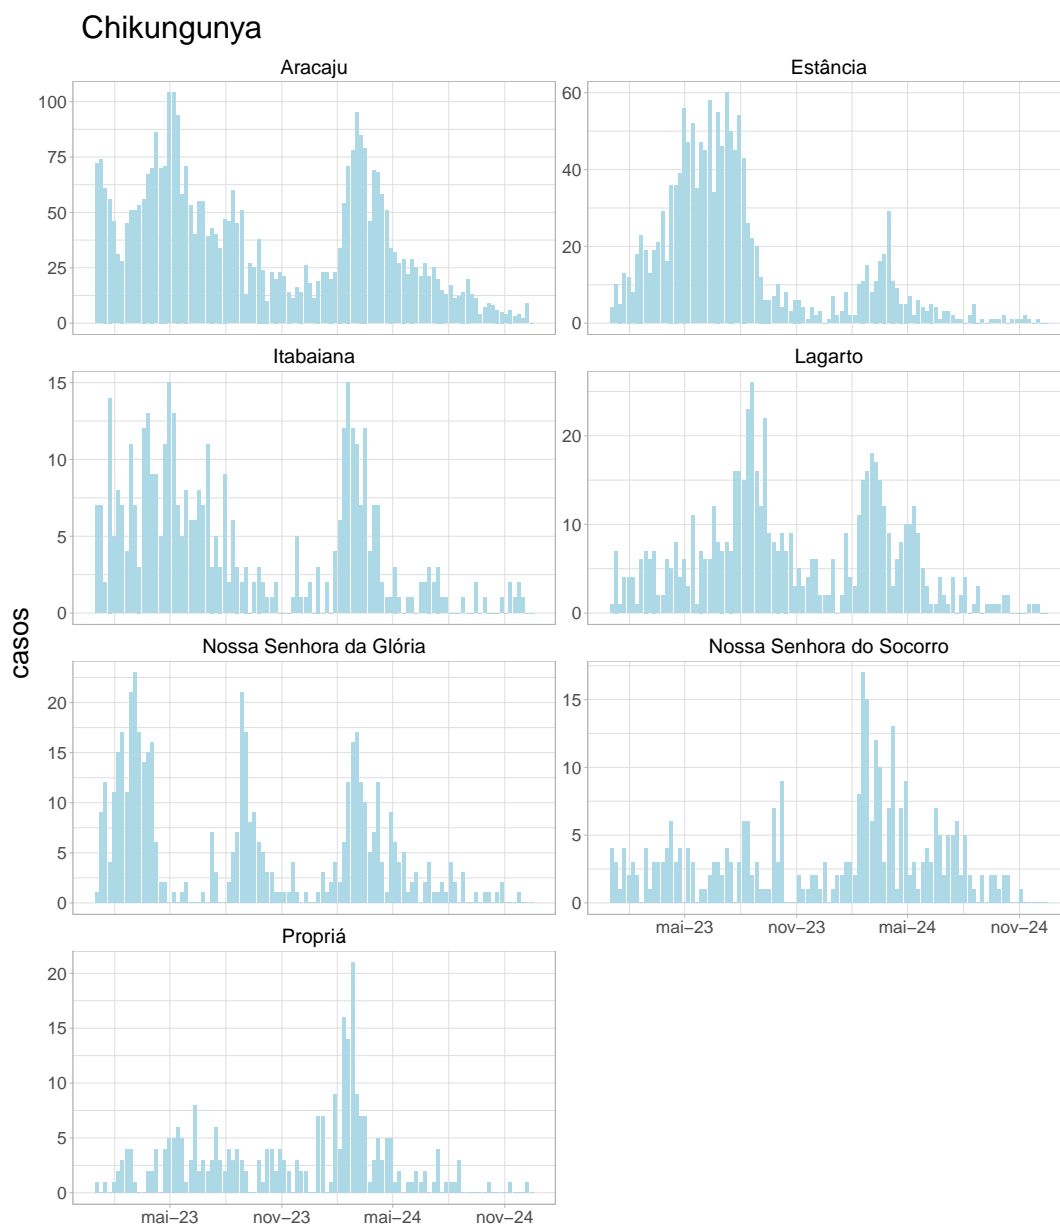 Chikungunya
Aracaju
Estância
100
75
50
25
0
60
40
20
0
Itabaiana
Lagarto
15
10
5
0
20
10
0
casos
Nossa Senhora da Glória
Nossa Senhora do Socorro
20
15
10
5
0
15
10
5
0
mai–23
nov–23
mai–24
nov–24
Propriá
20
15
10
5
0
mai–23
nov–23
mai–24
nov–24